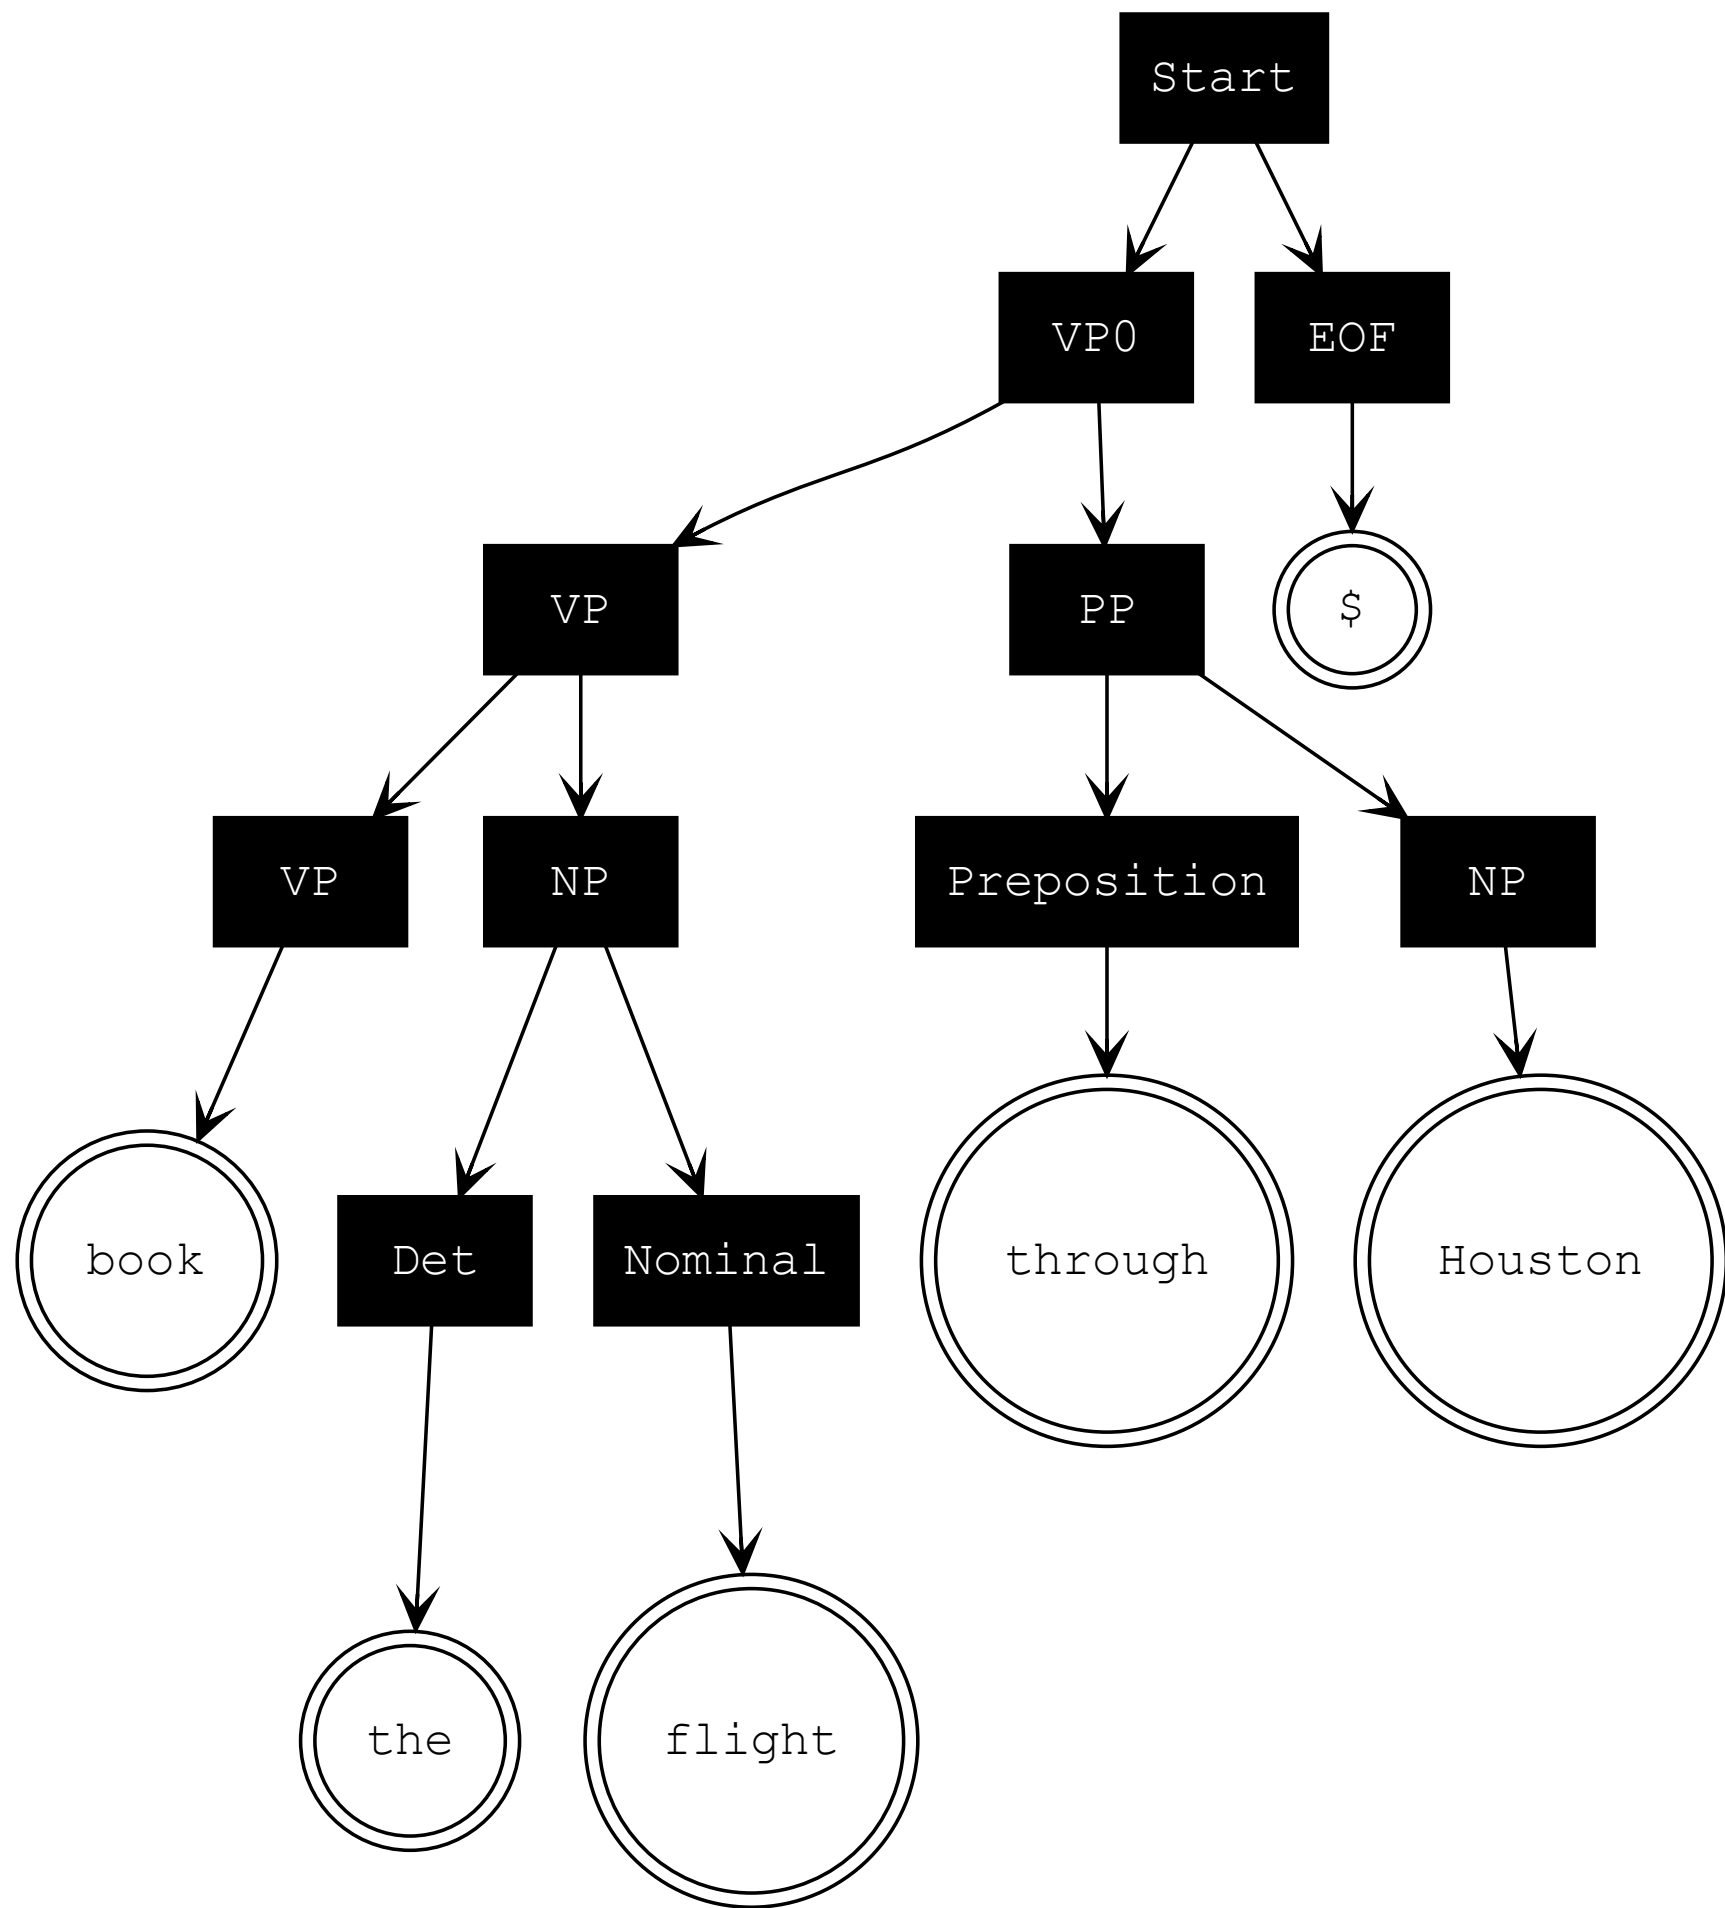 Start
VP0
EOF
VP
PP
$
VP
NP
Preposition
NP
book
Det
Nominal
through
Houston
the
flight